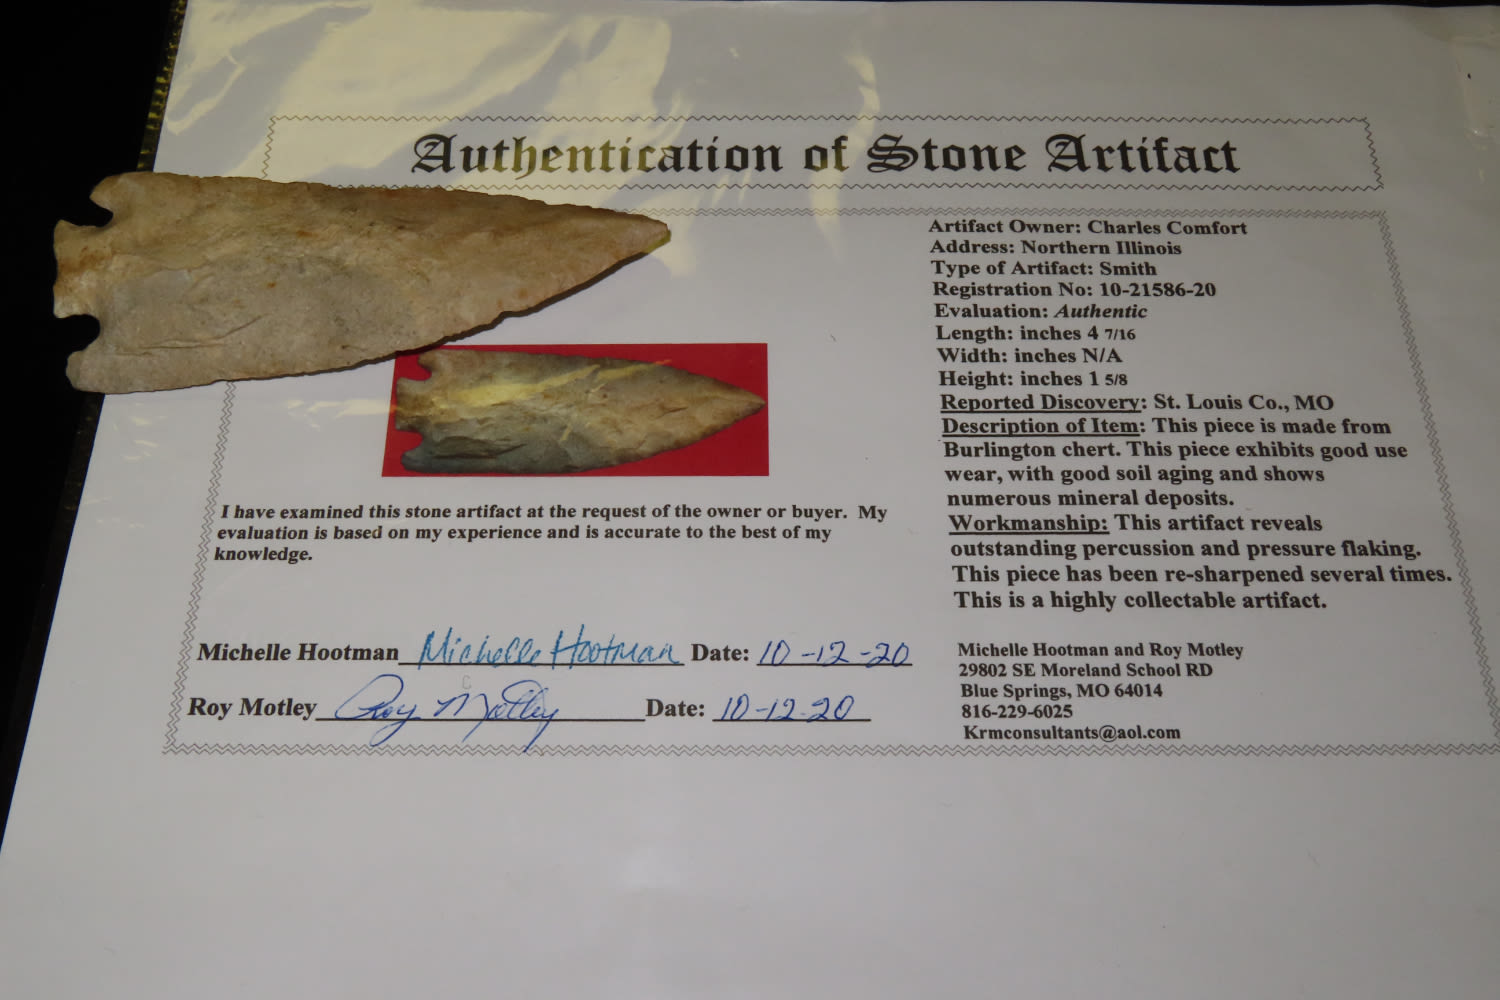 Authentication of Stone Artifact
Artifact Owner: Charles Comfort
Address: Northern Illinois
Type of Artifact: Smith
Registration No: 10-21586-20
Evaluation: Authentic
Length: inches 4 7/16
Width: inches N/A
Height: inches 1 5/8
Reported Discovery: St. Louis Co., MO
Description of Item: This piece is made from
Burlington chert. This piece exhibits good use
wear, with good soil aging and shows
numerous mineral deposits.
Workmanship: This artifact reveals
outstanding percussion and pressure flaking.
This piece has been re-sharpened several times.
This is a highly collectable artifact.
I have examined this stone artifact at the request of the owner or buyer. My
evaluation is based on my experience and is accurate to the best of my
knowledge.
Michelle Hootman Michelle Hootman Date: 10-12-20
Roy Motley Roy Motley Date: 10-12-20
Michelle Hootman and Roy Motley
29802 SE Moreland School RD
Blue Springs, MO 64014
816-229-6025
Krmconsultants@aol.com